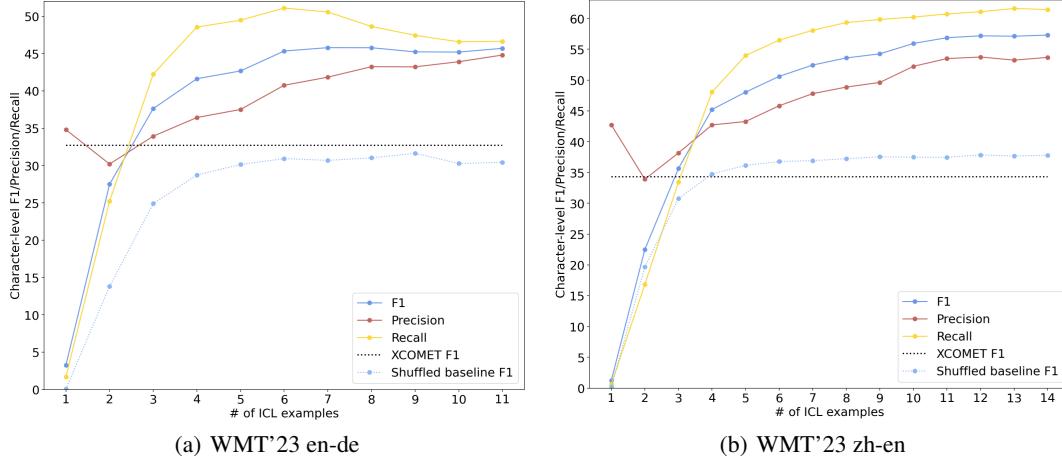 Character-level F1/Precision/Recall
50
45
40
35
30
25
20
15
10
5
0
F1
Precision
Recall
XCOMET F1
Shuffled baseline F1
1 2 3 4 5 6 7 8 9 10 11
# of ICL examples
(a) WMT'23 en-de
Character-level F1/Precision/Recall
60
55
50
45
40
35
30
25
20
15
10
5
0
F1
Precision
Recall
XCOMET F1
Shuffled baseline F1
1 2 3 4 5 6 7 8 9 10 11 12 13 14
# of ICL examples
(b) WMT'23 zh-en